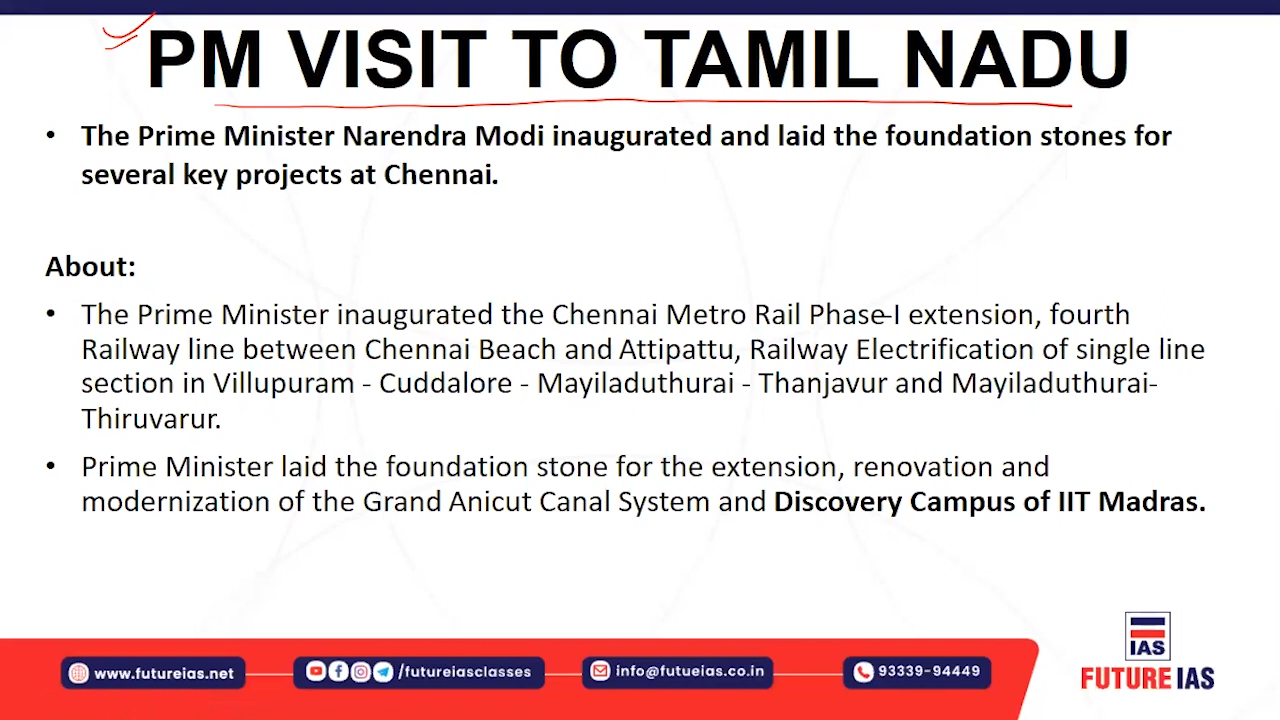 PM VISIT TO TAMIL NADU
• The Prime Minister Narendra Modi inaugurated and laid the foundation stones for
several key projects at Chennai.
About:
• The Prime Minister inaugurated the Chennai Metro Rail Phase-I extension, fourth
Railway line between Chennai Beach and Attipattu, Railway Electrification of single line
section in Villupuram - Cuddalore - Mayiladuthurai - Thanjavur and Mayiladuthurai-
Thiruvarur.
• Prime Minister laid the foundation stone for the extension, renovation and
modernization of the Grand Anicut Canal System and Discovery Campus of IIT Madras.
www.futureias.net
/futureiasclasses
info@futueias.co.in
93339-94449
IAS
FUTURE IAS